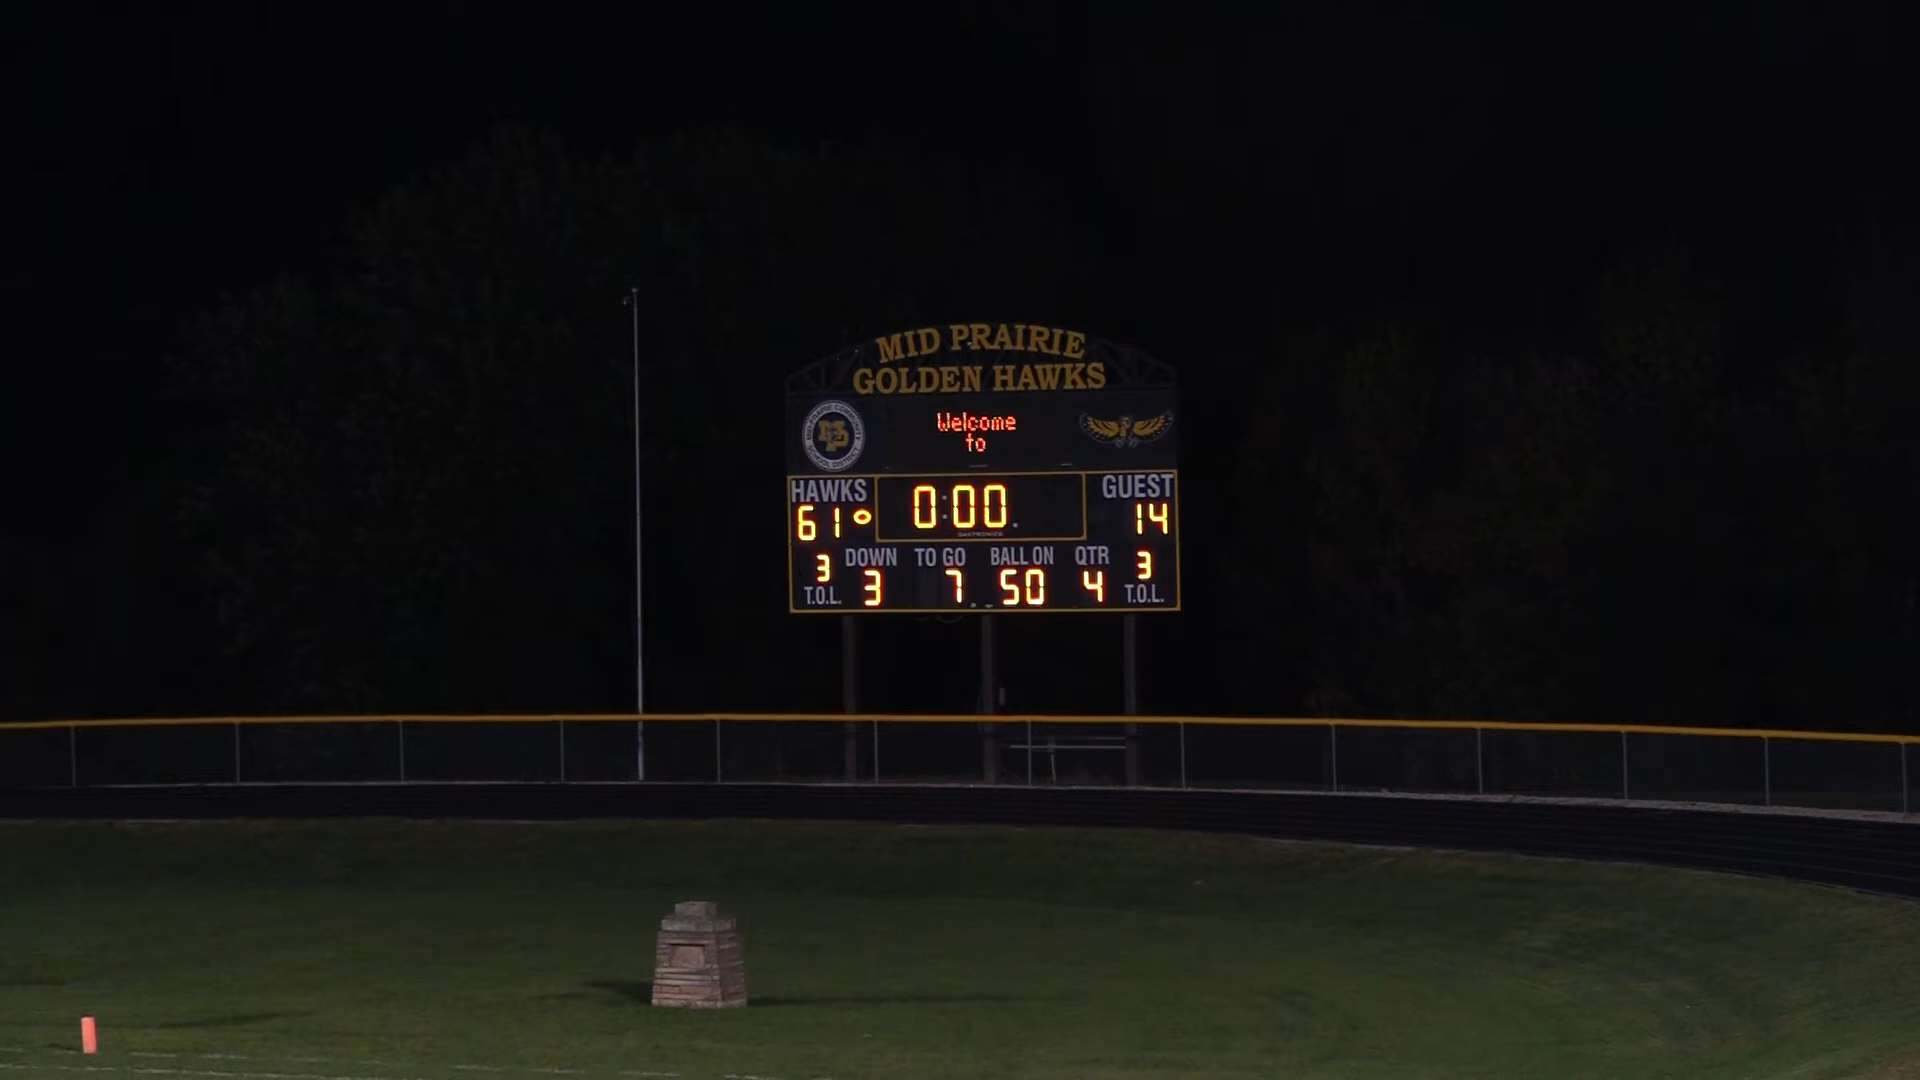 MID PRAIRIE
GOLDEN HAWKS
Welcome
to
HAWKS
GUEST
61
0:00
14
DAKTRONICS
DOWN
TO GO
BALL ON
QTR
3
3
3
7
50
4
T.O.L.
T.O.L.